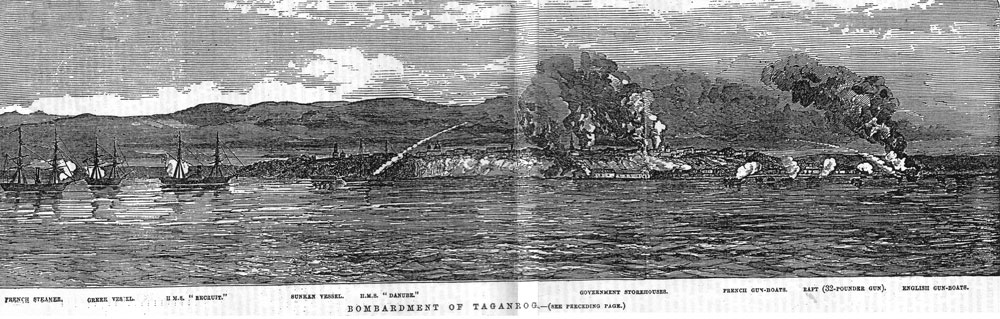 FRENCH STEAMER. GREEK VESSEL. H.M.S. "RECRUIT." SUNKEN VESSEL. H.M.S. "DANUBE." GOVERNMENT STOREHOUSES. FRENCH GUN-BOATS. RAFT (32-POUNDER GUN). ENGLISH GUN-BOATS.
BOMBARDMENT OF TAGANROG.—(SEE PRECEDING PAGE.)